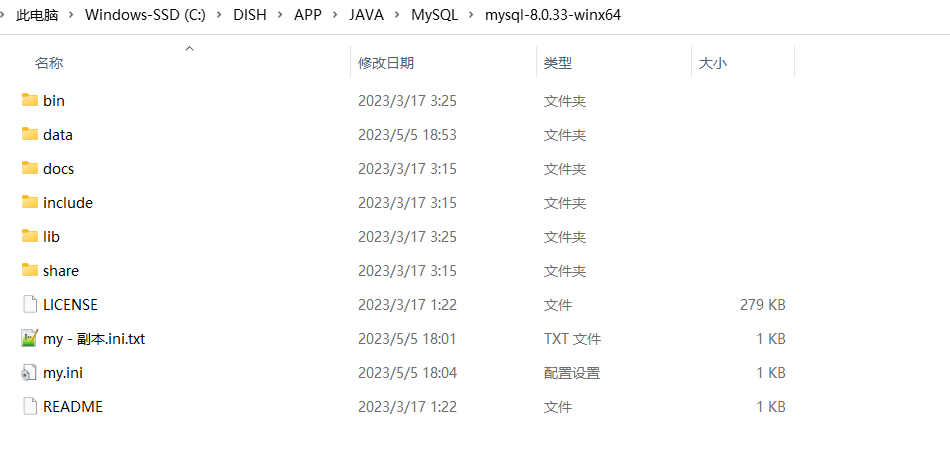 此电脑 > Windows-SSD (C:) > DISH > APP > JAVA > MySQL > mysql-8.0.33-winx64
名称 修改日期 类型 大小
bin 2023/3/17 3:25 文件夹
data 2023/5/5 18:53 文件夹
docs 2023/3/17 3:15 文件夹
include 2023/3/17 3:15 文件夹
lib 2023/3/17 3:25 文件夹
share 2023/3/17 3:15 文件夹
LICENSE 2023/3/17 1:22 文件 279 KB
my - 副本.ini.txt 2023/5/5 18:01 TXT 文件 1 KB
my.ini 2023/5/5 18:04 配置设置 1 KB
README 2023/3/17 1:22 文件 1 KB